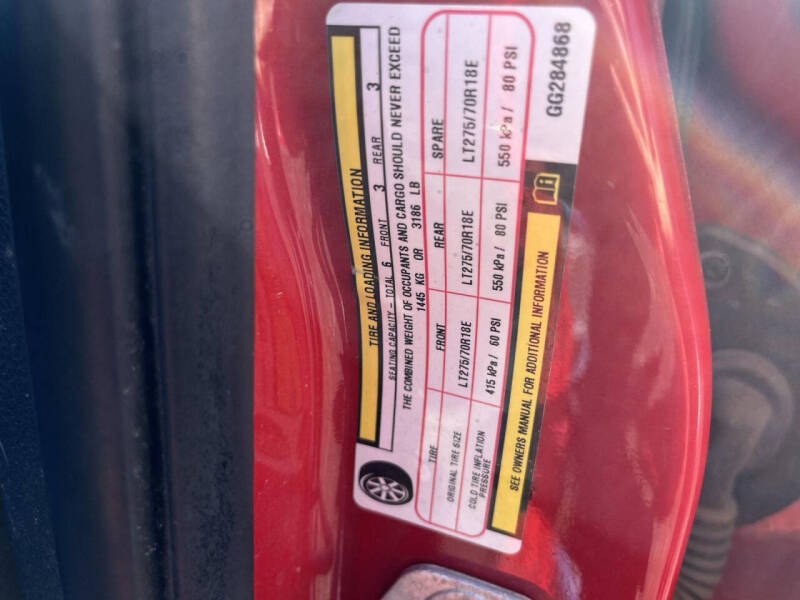 TIRE AND LOADING INFORMATION
SEATING CAPACITY - TOTAL 6 FRONT 3 REAR 3
THE COMBINED WEIGHT OF OCCUPANTS AND CARGO SHOULD NEVER EXCEED
1445 KG OR 3186 LB
TIRE FRONT REAR SPARE
ORIGINAL TIRE SIZE LT275/70R18E LT275/70R18E LT275/70R18E
COLD TIRE INFLATION PRESSURE 415 kPa / 60 PSI 550 kPa / 80 PSI 550 kPa / 80 PSI
SEE OWNERS MANUAL FOR ADDITIONAL INFORMATION
GG284868